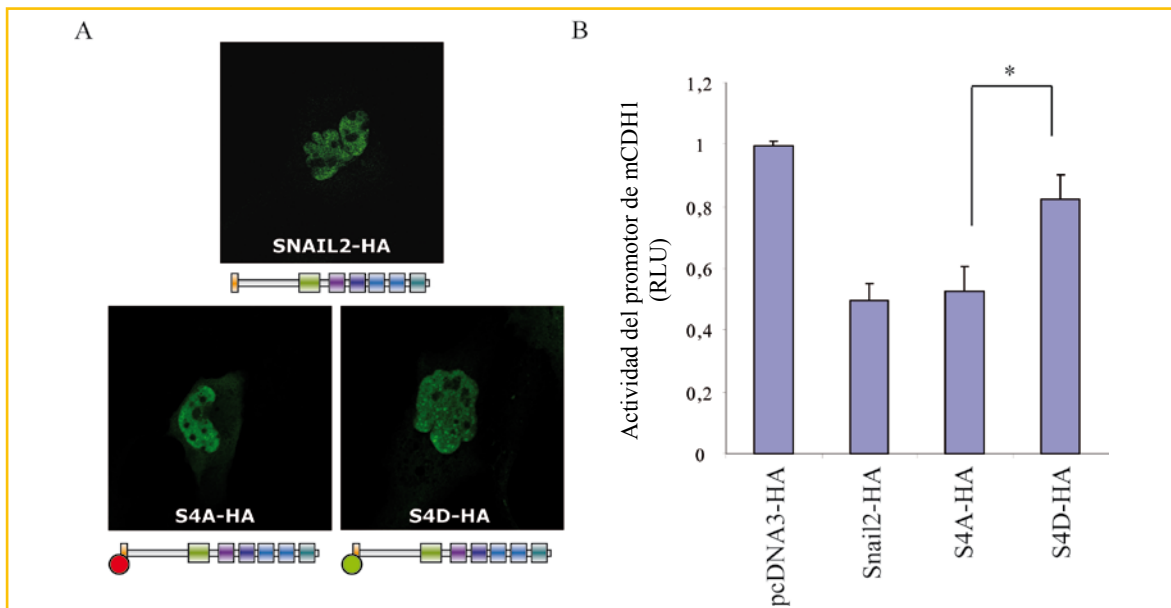 A
SNAIL2-HA
S4A-HA
S4D-HA
B
Actividad del promotor de mCDH1
(RLU)
1,2
1
0,8
0,6
0,4
0,2
0
*
pcDNA3-HA
Snail2-HA
S4A-HA
S4D-HA